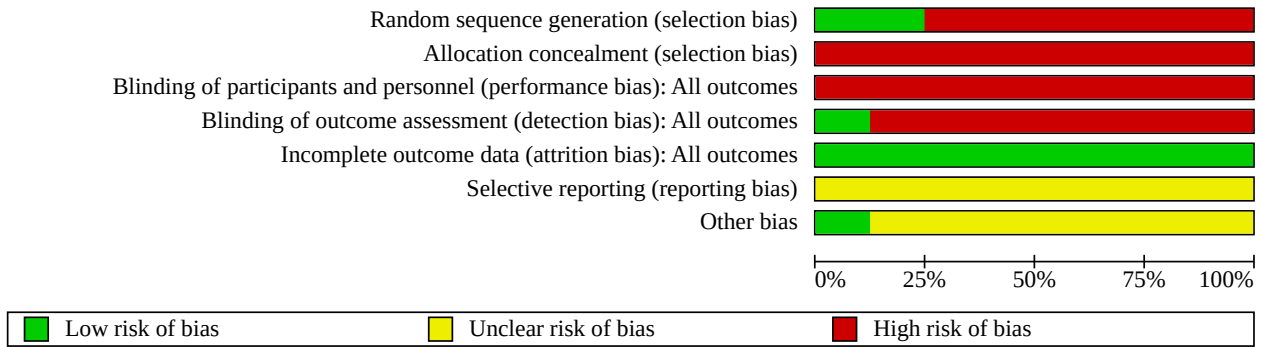 Random sequence generation (selection bias)
Allocation concealment (selection bias)
Blinding of participants and personnel (performance bias): All outcomes
Blinding of outcome assessment (detection bias): All outcomes
Incomplete outcome data (attrition bias): All outcomes
Selective reporting (reporting bias)
Other bias
0% 25% 50% 75% 100%
Low risk of bias Unclear risk of bias High risk of bias